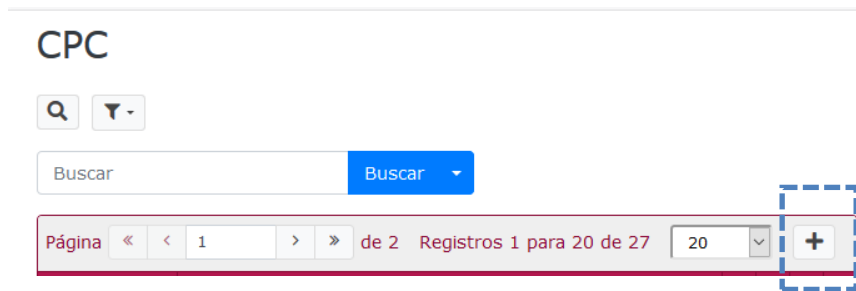 CPC
Buscar Buscar
Página « < 1 > » de 2 Registros 1 para 20 de 27 20 +